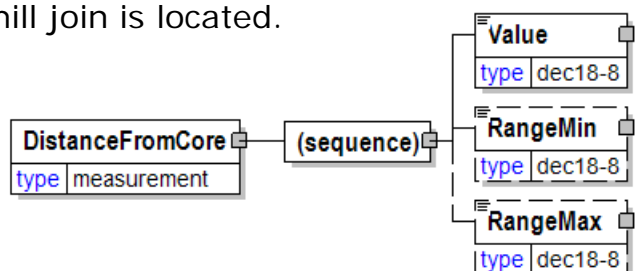 hill join is located.
Value
type dec18-8
DistanceFromCore
type measurement
(sequence)
RangeMin
type dec18-8
RangeMax
type dec18-8